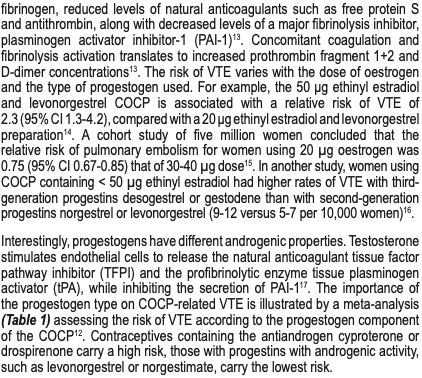 fibrinogen, reduced levels of natural anticoagulants such as free protein S
and antithrombin, along with decreased levels of a major fibrinolysis inhibitor,
plasminogen activator inhibitor-1 (PAI-1)¹³. Concomitant coagulation and
fibrinolysis activation translates to increased prothrombin fragment 1+2 and
D-dimer concentrations¹³. The risk of VTE varies with the dose of oestrogen
and the type of progestogen used. For example, the 50 µg ethinyl estradiol
and levonorgestrel COCP is associated with a relative risk of VTE of
2.3 (95% CI 1.3-4.2), compared with a 20 µg ethinyl estradiol and levonorgestrel
preparation¹⁴. A cohort study of five million women concluded that the
relative risk of pulmonary embolism for women using 20 µg oestrogen was
0.75 (95% CI 0.67-0.85) that of 30-40 µg dose¹⁵. In another study, women using
COCP containing < 50 µg ethinyl estradiol had higher rates of VTE with third-
generation progestins desogestrel or gestodene than with second-generation
progestins norgestrel or levonorgestrel (9-12 versus 5-7 per 10,000 women)¹⁶.
Interestingly, progestogens have different androgenic properties. Testosterone
stimulates endothelial cells to release the natural anticoagulant tissue factor
pathway inhibitor (TFPI) and the profibrinolytic enzyme tissue plasminogen
activator (tPA), while inhibiting the secretion of PAI-1¹⁷. The importance of
the progestogen type on COCP-related VTE is illustrated by a meta-analysis
(Table 1) assessing the risk of VTE according to the progestogen component
of the COCP¹². Contraceptives containing the antiandrogen cyproterone or
drospirenone carry a high risk, those with progestins with androgenic activity,
such as levonorgestrel or norgestimate, carry the lowest risk.